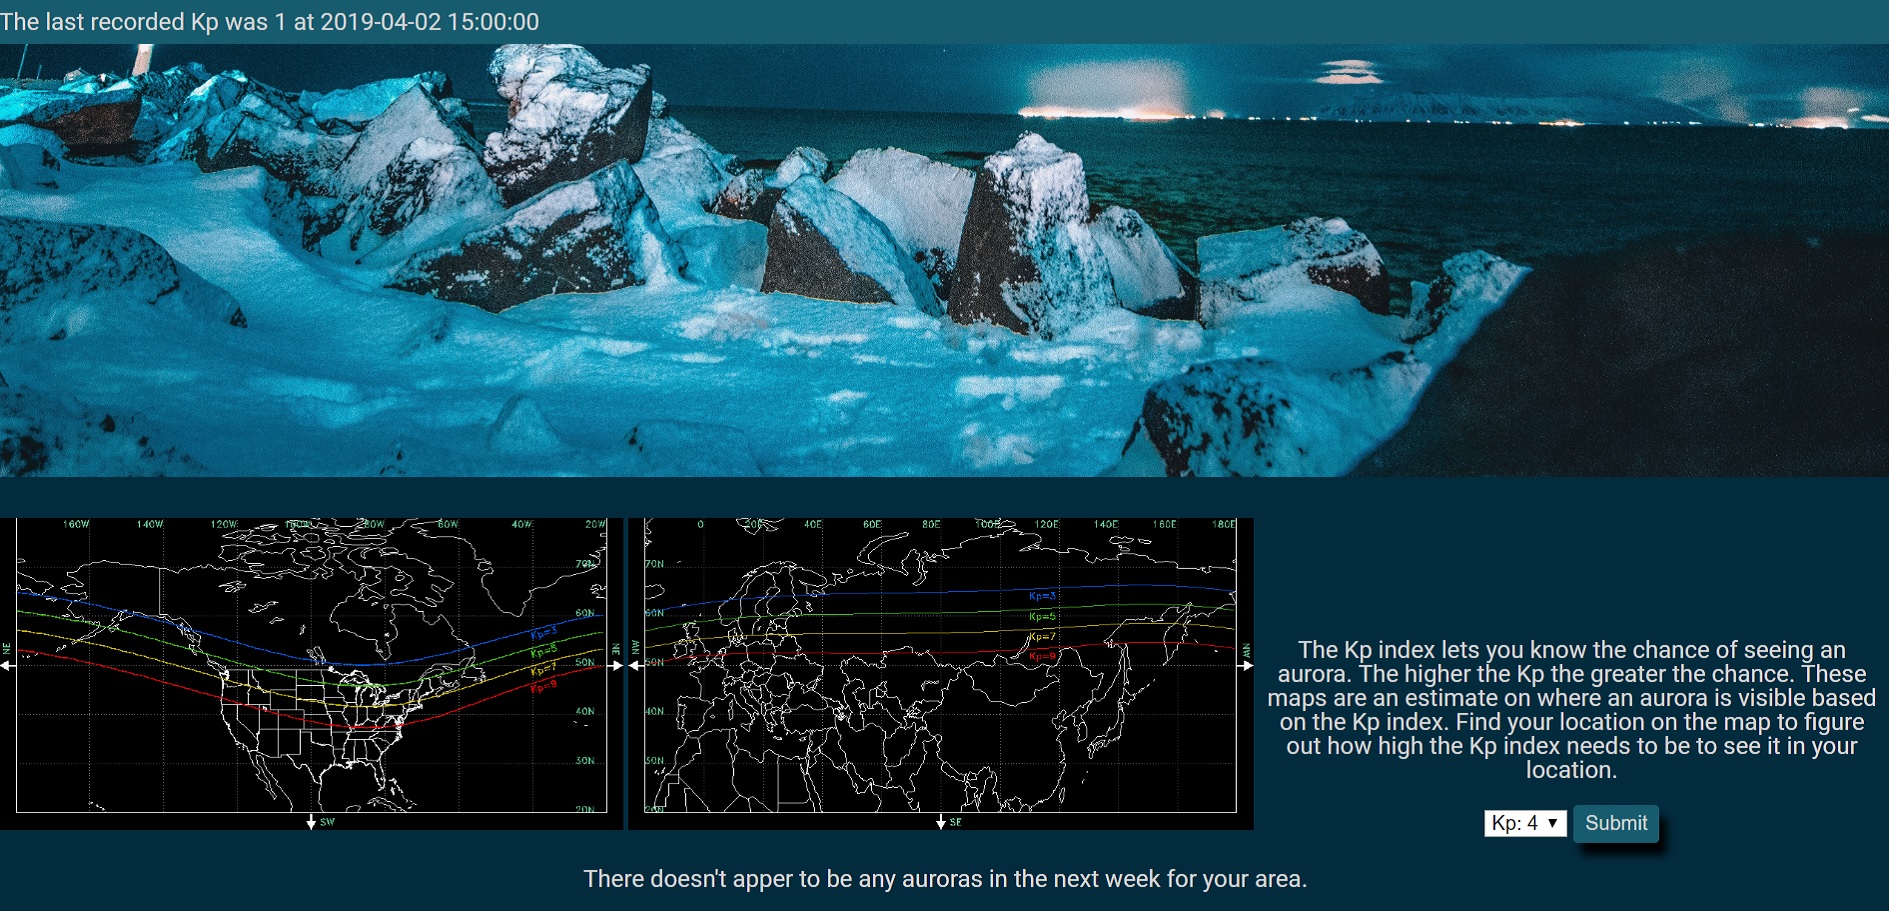 The last recorded Kp was 1 at 2019-04-02 15:00:00
160W 140W 120W 100W 80W 60W 40W 20W
70N
60N
Kp=3
Kp=5
NE NE
50N
Kp=7
Kp=9
40N
30N
20N
SW
0 20E 40E 60E 80E 100E 120E 140E 160E 180E
70N
Kp=3
60N
Kp=5
Kp=7
NW NW
Kp=9
50N
40N
30N
20N
SE
The Kp index lets you know the chance of seeing an
aurora. The higher the Kp the greater the chance. These
maps are an estimate on where an aurora is visible based
on the Kp index. Find your location on the map to figure
out how high the Kp index needs to be to see it in your
location.
Kp: 4 ▼ Submit
There doesn't apper to be any auroras in the next week for your area.